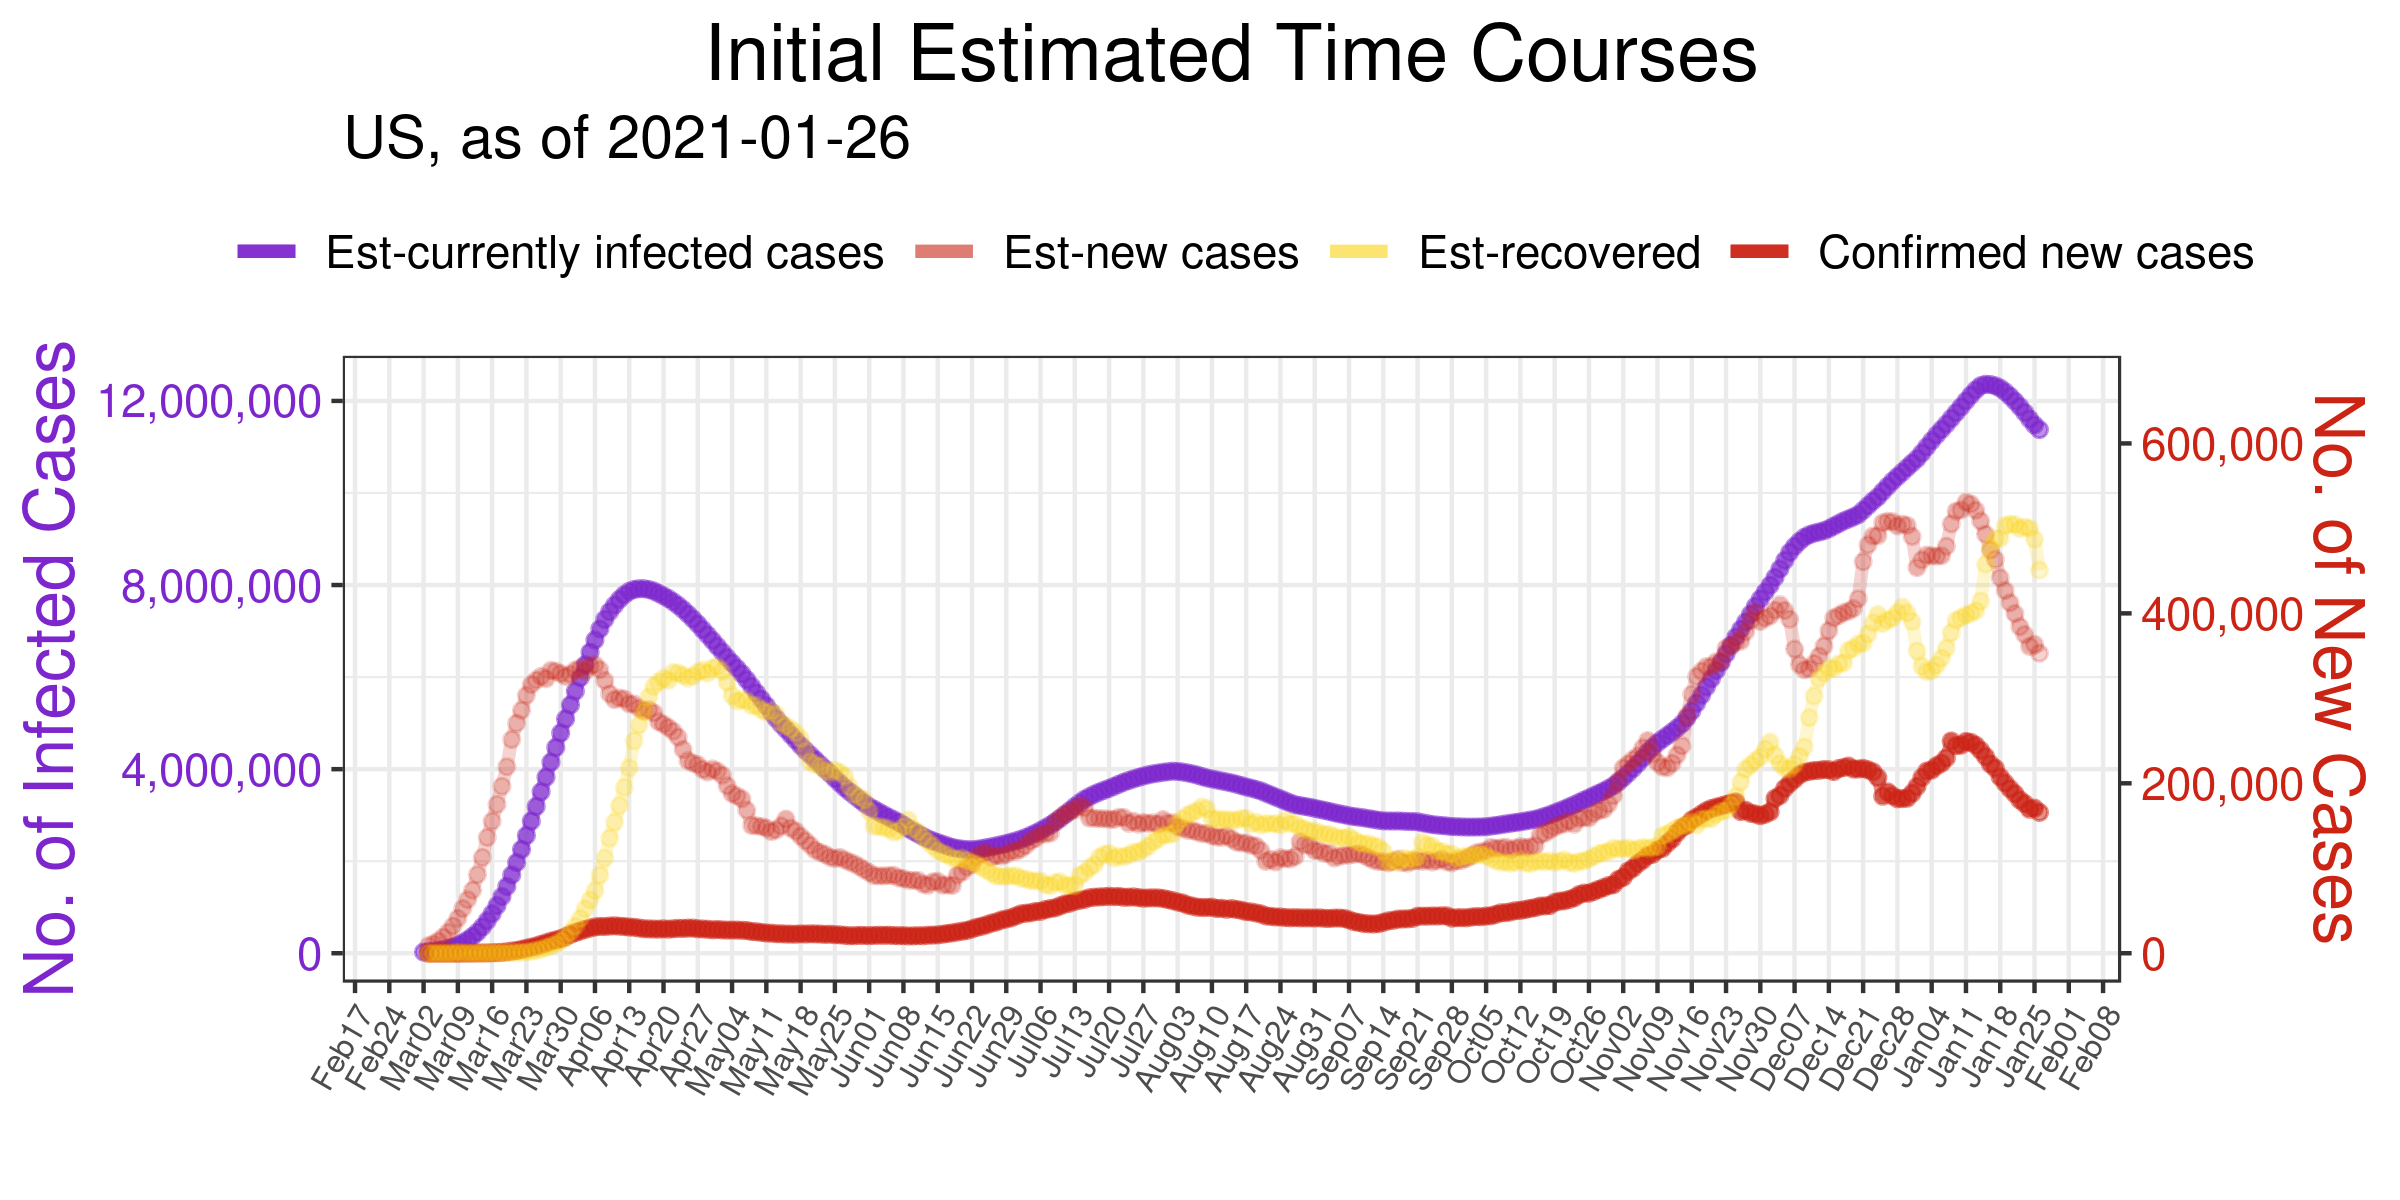 Initial Estimated Time Courses
US, as of 2021-01-26
Est-currently infected cases Est-new cases Est-recovered Confirmed new cases
No. of Infected Cases
12,000,000
8,000,000
4,000,000
0
600,000
400,000
200,000
0
No. of New Cases
Feb17 Feb24 Mar02 Mar09 Mar16 Mar23 Mar30 Apr06 Apr13 Apr20 Apr27 May04 May11 May18 May25 Jun01 Jun08 Jun15 Jun22 Jun29 Jul06 Jul13 Jul20 Jul27 Aug03 Aug10 Aug17 Aug24 Aug31 Sep07 Sep14 Sep21 Sep28 Oct05 Oct12 Oct19 Oct26 Nov02 Nov09 Nov16 Nov23 Nov30 Dec07 Dec14 Dec21 Dec28 Jan04 Jan11 Jan18 Jan25 Feb01 Feb08